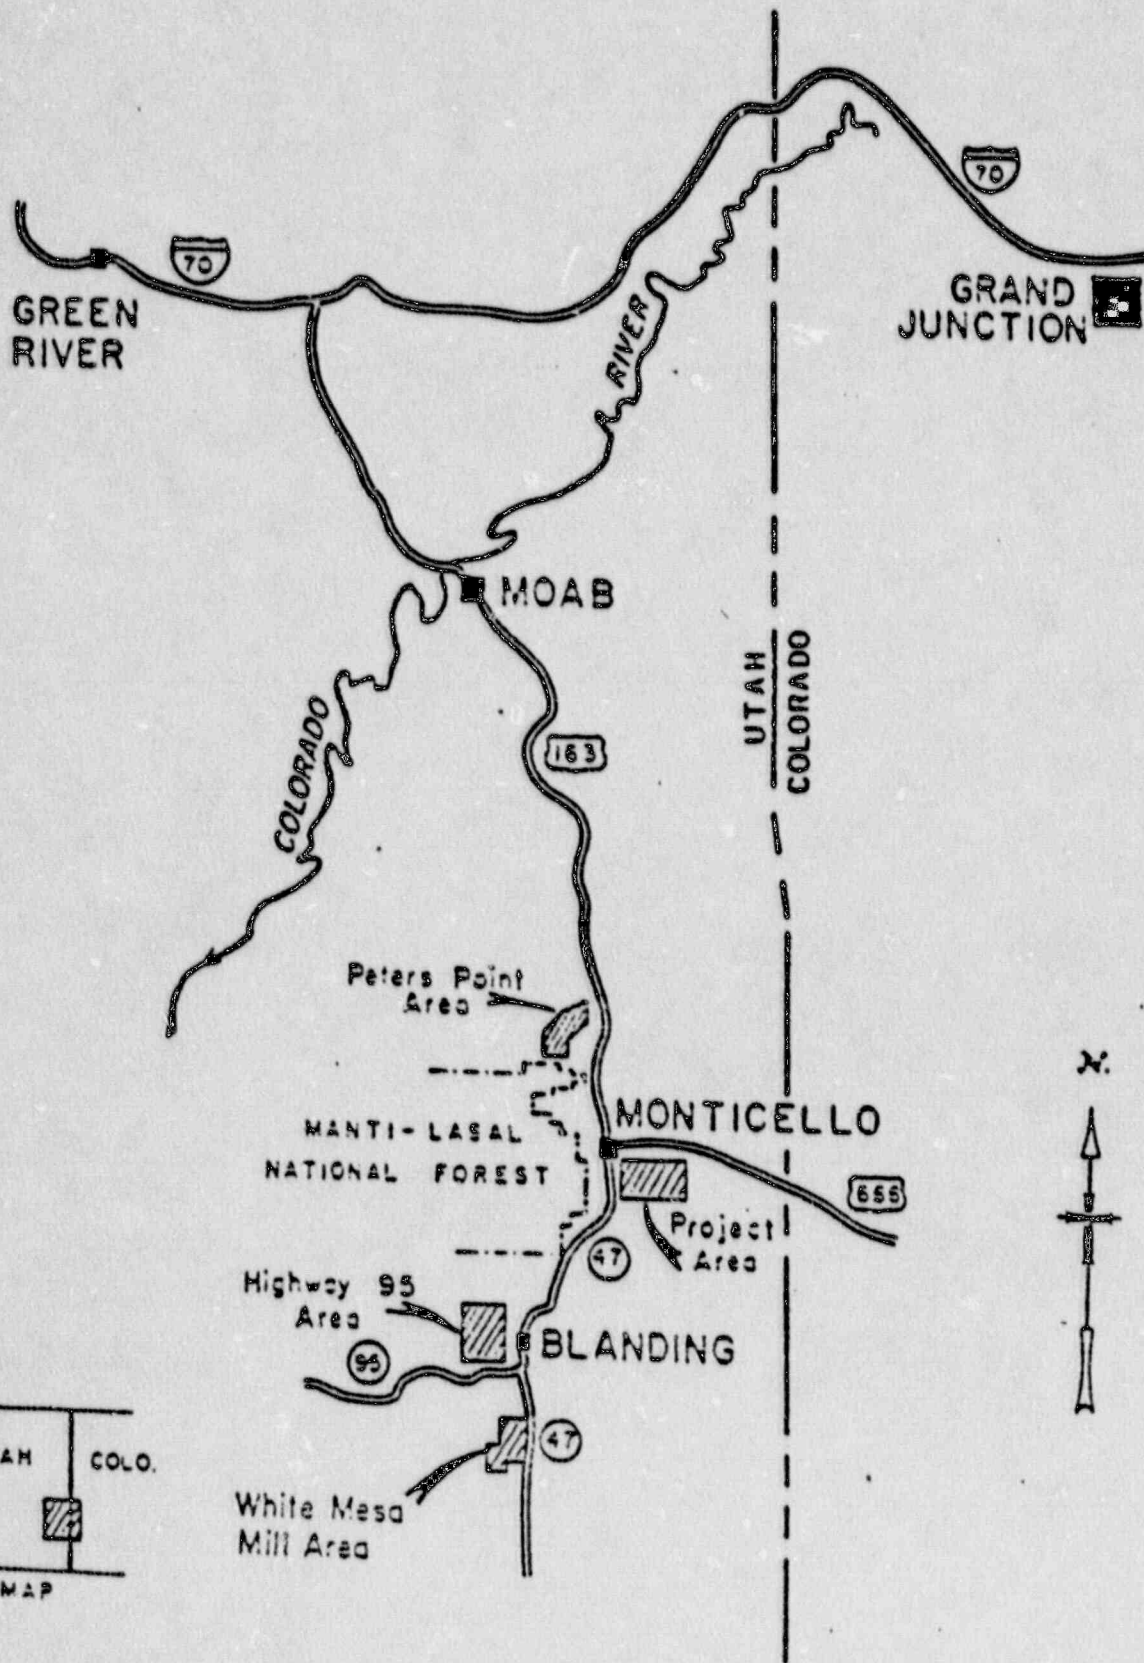 70
70
GREEN
RIVER
GRAND
JUNCTION
RIVER
MOAB
UTAH
COLORADO
163
COLORADO
Peters Point
Area
N.
MONTICELLO
MANTI-LASAL
NATIONAL FOREST
Project
Area
47
Highway 95
Area
BLANDING
95
47
AH
COLO.
White Mesa
Mill Area
MAP